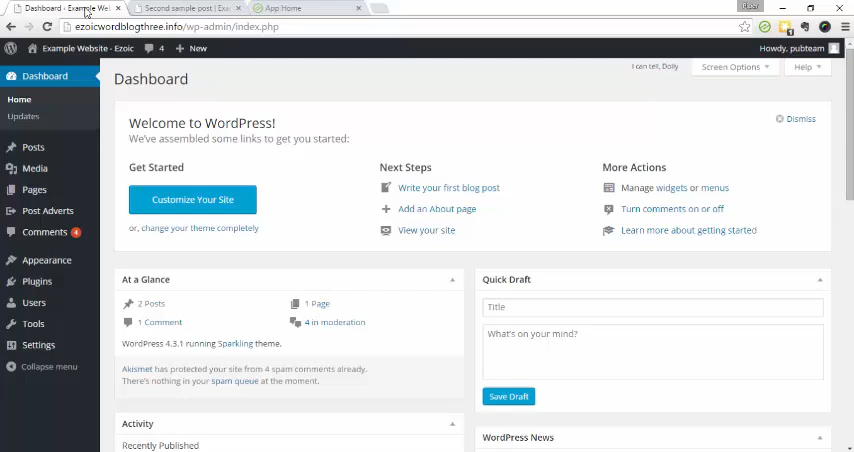 Dashboard ‹ Example Wel
Second sample post | Exa
App Home
Piper
ezoicwordblogthree.info/wp-admin/index.php
Example Website - Ezoic
4
New
Howdy, pubteam
Dashboard
Home
Updates
Posts
Media
Pages
Post Adverts
Comments 4
Appearance
Plugins
Users
Tools
Settings
Collapse menu
I can tell, Dolly
Screen Options
Help
Dashboard
Welcome to WordPress!
We've assembled some links to get you started:
Dismiss
Get Started
Customize Your Site
or, change your theme completely
Next Steps
Write your first blog post
Add an About page
View your site
More Actions
Manage widgets or menus
Turn comments on or off
Learn more about getting started
At a Glance
2 Posts
1 Page
1 Comment
4 in moderation
WordPress 4.3.1 running Sparkling theme.
Akismet has protected your site from 4 spam comments already.
There's nothing in your spam queue at the moment.
Activity
Recently Published
Quick Draft
Title
What's on your mind?
Save Draft
WordPress News